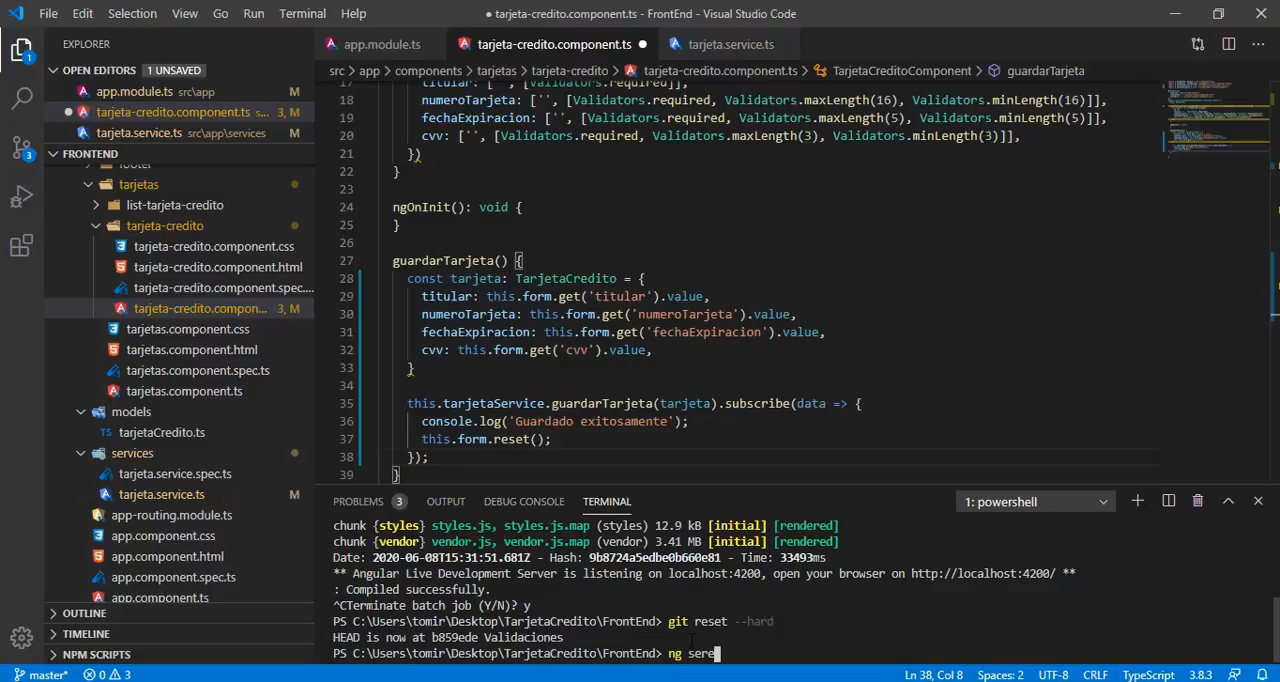 File Edit Selection View Go Run Terminal Help ● tarjeta-credito.component.ts - FrontEnd - Visual Studio Code
EXPLORER
app.module.ts tarjeta-credito.component.ts ● tarjeta.service.ts
OPEN EDITORS 1 UNSAVED
app.module.ts src\app M
tarjeta-credito.component.ts s... 3, M
tarjeta.service.ts src\app\services M
FRONTEND
footer
tarjetas
list-tarjeta-credito
tarjeta-credito
tarjeta-credito.component.css
tarjeta-credito.component.html
tarjeta-credito.component.spec....
tarjeta-credito.compon... 3, M
tarjetas.component.css
tarjetas.component.html
tarjetas.component.spec.ts
tarjetas.component.ts
models
tarjetaCredito.ts
services
tarjeta.service.spec.ts
tarjeta.service.ts M
app-routing.module.ts
app.component.css
app.component.html
app.component.spec.ts
app.component.ts
OUTLINE
TIMELINE
NPM SCRIPTS
src > app > components > tarjetas > tarjeta-credito > tarjeta-credito.component.ts > TarjetaCreditoComponent > guardarTarjeta
17 titular: ['', [Validators.required]],
18 numeroTarjeta: ['', [Validators.required, Validators.maxLength(16), Validators.minLength(16)]],
19 fechaExpiracion: ['', [Validators.required, Validators.maxLength(5), Validators.minLength(5)]],
20 cvv: ['', [Validators.required, Validators.maxLength(3), Validators.minLength(3)]],
21 })
22 }
23
24 ngOnInit(): void {
25 }
26
27 guardarTarjeta() {
28 const tarjeta: TarjetaCredito = {
29 titular: this.form.get('titular').value,
30 numeroTarjeta: this.form.get('numeroTarjeta').value,
31 fechaExpiracion: this.form.get('fechaExpiracion').value,
32 cvv: this.form.get('cvv').value,
33 }
34
35 this.tarjetaService.guardarTarjeta(tarjeta).subscribe(data => {
36 console.log('Guardado exitosamente');
37 this.form.reset();
38 });
39 }
PROBLEMS 3 OUTPUT DEBUG CONSOLE TERMINAL 1: powershell
chunk {styles} styles.js, styles.js.map (styles) 12.9 kB [initial] [rendered]
chunk {vendor} vendor.js, vendor.js.map (vendor) 3.41 MB [initial] [rendered]
Date: 2020-06-08T15:31:51.681Z - Hash: 9b8724a5edbe0b660e81 - Time: 33493ms
** Angular Live Development Server is listening on localhost:4200, open your browser on http://localhost:4200/ **
: Compiled successfully.
^CTerminate batch job (Y/N)? y
PS C:\Users\tomir\Desktop\TarjetaCredito\FrontEnd> git reset --hard
HEAD is now at b859ede Validaciones
PS C:\Users\tomir\Desktop\TarjetaCredito\FrontEnd> ng sere
master* 0 3 Ln 38, Col 8 Spaces: 2 UTF-8 CRLF TypeScript 3.8.3